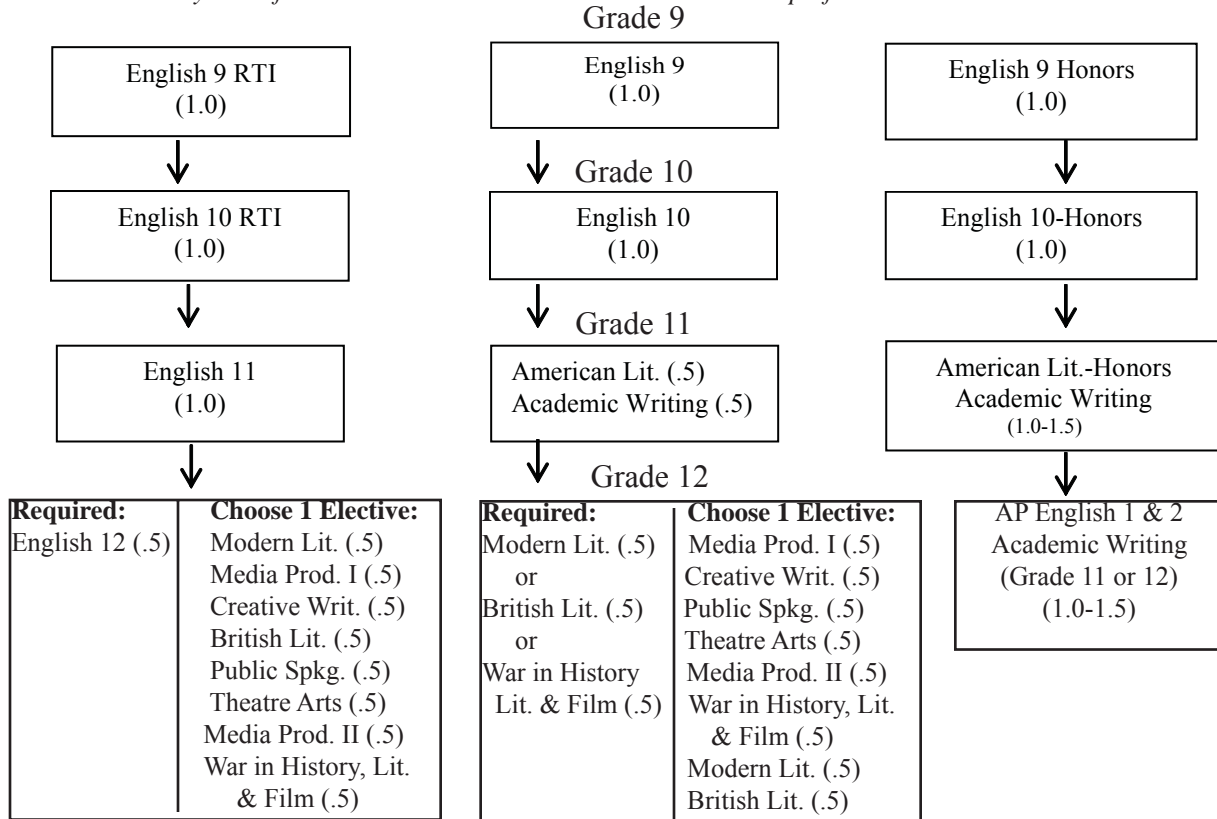 Grade 9
English 9 RTI
(1.0)
English 9
(1.0)
English 9 Honors
(1.0)
Grade 10
English 10 RTI
(1.0)
English 10
(1.0)
English 10-Honors
(1.0)
Grade 11
English 11
(1.0)
American Lit. (.5)
Academic Writing (.5)
American Lit.-Honors
Academic Writing
(1.0-1.5)
Grade 12
Required:
English 12 (.5)
Choose 1 Elective:
Modern Lit. (.5)
Media Prod. I (.5)
Creative Writ. (.5)
British Lit. (.5)
Public Spkg. (.5)
Theatre Arts (.5)
Media Prod. II (.5)
War in History, Lit.
& Film (.5)
Required:
Modern Lit. (.5)
or
British Lit. (.5)
or
War in History
Lit. & Film (.5)
Choose 1 Elective:
Media Prod. I (.5)
Creative Writ. (.5)
Public Spkg. (.5)
Theatre Arts (.5)
Media Prod. II (.5)
War in History, Lit.
& Film (.5)
Modern Lit. (.5)
British Lit. (.5)
AP English 1 & 2
Academic Writing
(Grade 11 or 12)
(1.0-1.5)